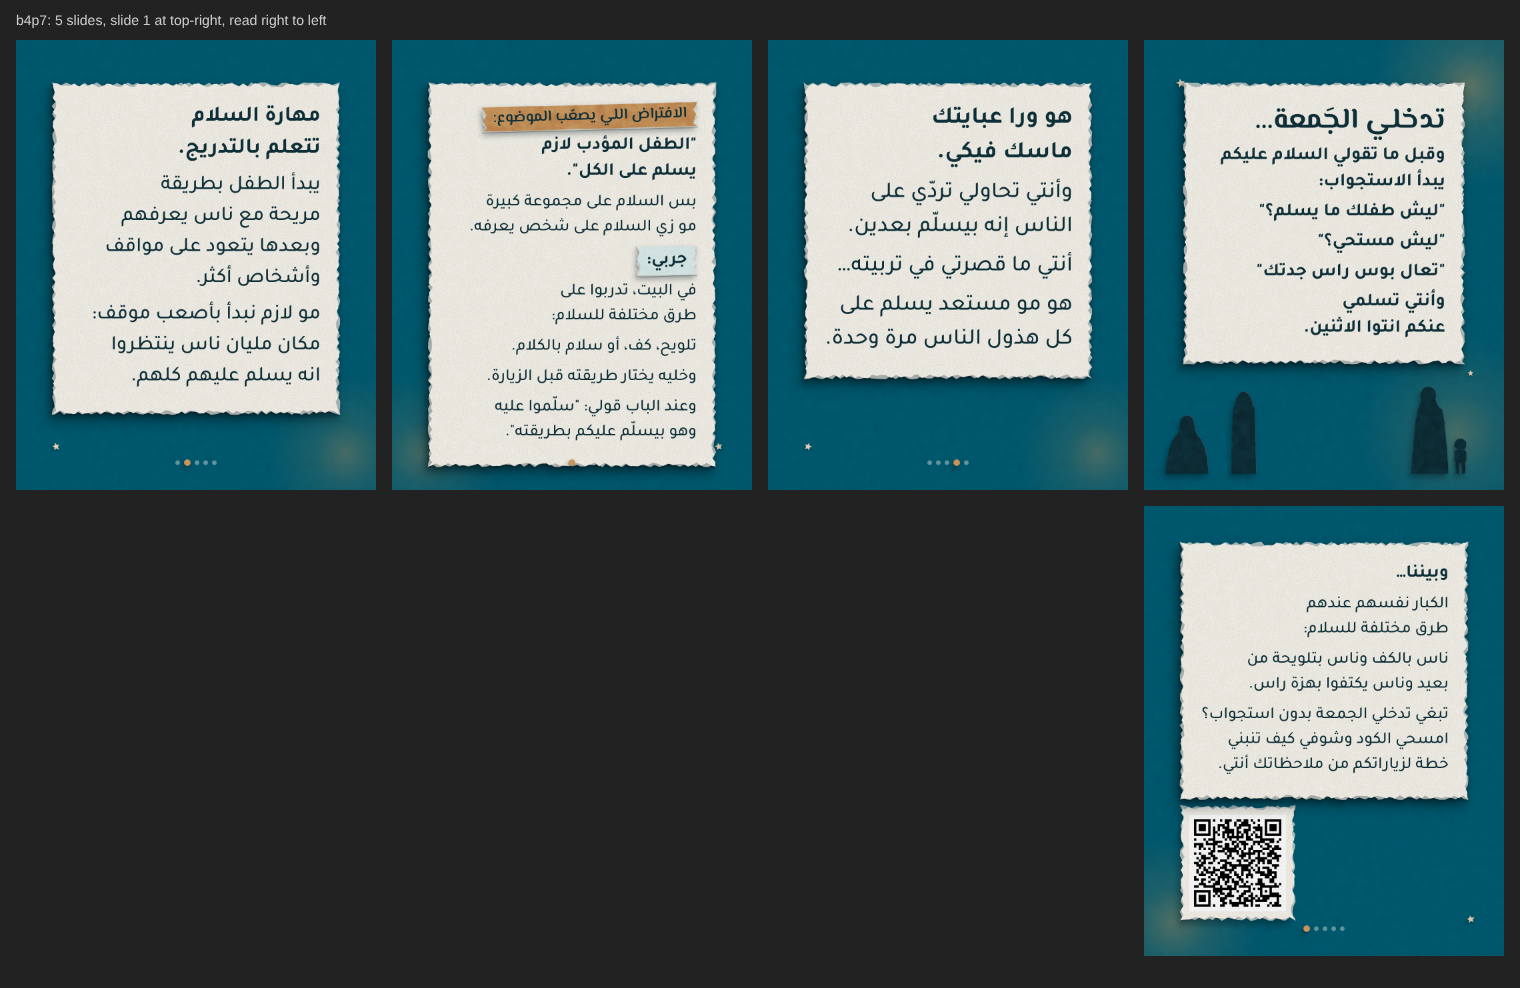 b4p7: 5 slides, slide 1 at top-right, read right to left
تدخلي الجَمعة...
وقبل ما تقولي السلام عليكم
يبدأ الاستجواب:
"ليش طفلك ما يسلم؟"
"ليش مستحي؟"
"تعال بوس راس جدتك"
وأنتي تسلمي
عنكم انتوا الاثنين.
هو ورا عبايتك
ماسك فيكي.
وأنتي تحاولي تردّي على
الناس إنه بيسلّم بعدين.
أنتي ما قصرتي في تربيته...
هو مو مستعد يسلم على
كل هذول الناس مرة وحدة.
الافتراض اللي يصعّب الموضوع:
"الطفل المؤدب لازم
يسلم على الكل".
بس السلام على مجموعة كبيرة
مو زي السلام على شخص يعرفه.
جربي:
في البيت، تدربوا على
طرق مختلفة للسلام:
تلويح، كف، أو سلام بالكلام.
وخليه يختار طريقته قبل الزيارة.
وعند الباب قولي: "سلّموا عليه
وهو بيسلّم عليكم بطريقته".
مهارة السلام
تتعلم بالتدريج.
يبدأ الطفل بطريقة
مريحة مع ناس يعرفهم
وبعدها يتعود على مواقف
وأشخاص أكثر.
مو لازم نبدأ بأصعب موقف:
مكان مليان ناس ينتظروا
انه يسلم عليهم كلهم.
وبيننا...
الكبار نفسهم عندهم
طرق مختلفة للسلام:
ناس بالكف وناس بتلويحة من
بعيد وناس يكتفوا بهزة راس.
تبغي تدخلي الجمعة بدون استجواب؟
امسحي الكود وشوفي كيف تنبني
خطة لزياراتكم من ملاحظاتك أنتي.